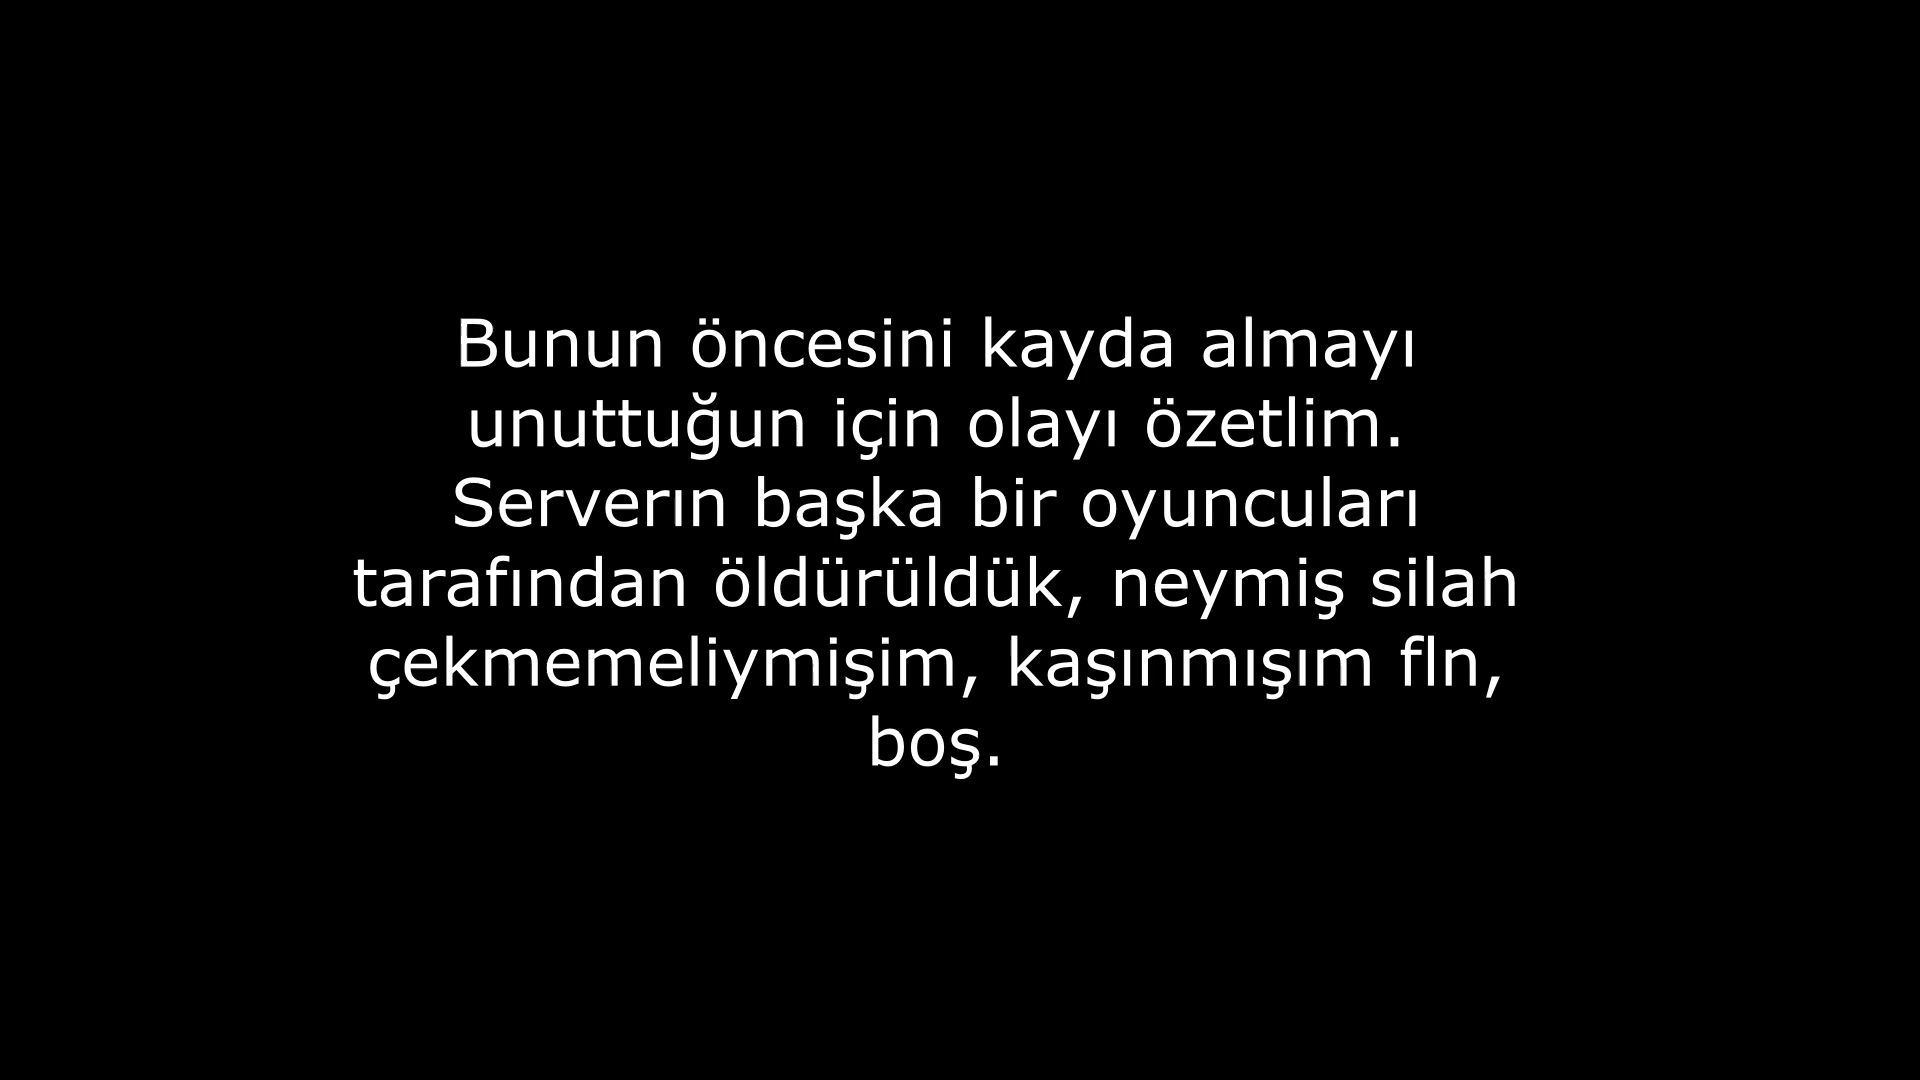 Bunun öncesini kayda almayı
unuttuğun için olayı özetlim.
Serverın başka bir oyuncuları
tarafından öldürüldük, neymiş silah
çekmemeliymişim, kaşınmışım fln,
boş.